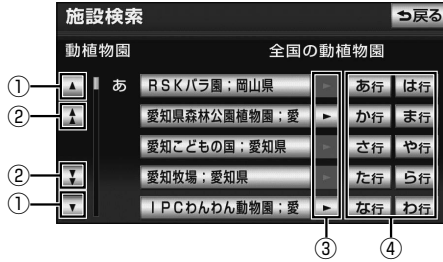 施設検索 戻る
動植物園 全国の動植物園
① あ RSKバラ園；岡山県 あ行 は行
② 愛知県森林公園植物園；愛 か行 ま行
愛知こどもの国；愛知県 さ行 や行
② 愛知牧場；愛知県 た行 ら行
① IPCわんわん動物園；愛 な行 わ行
③ ④